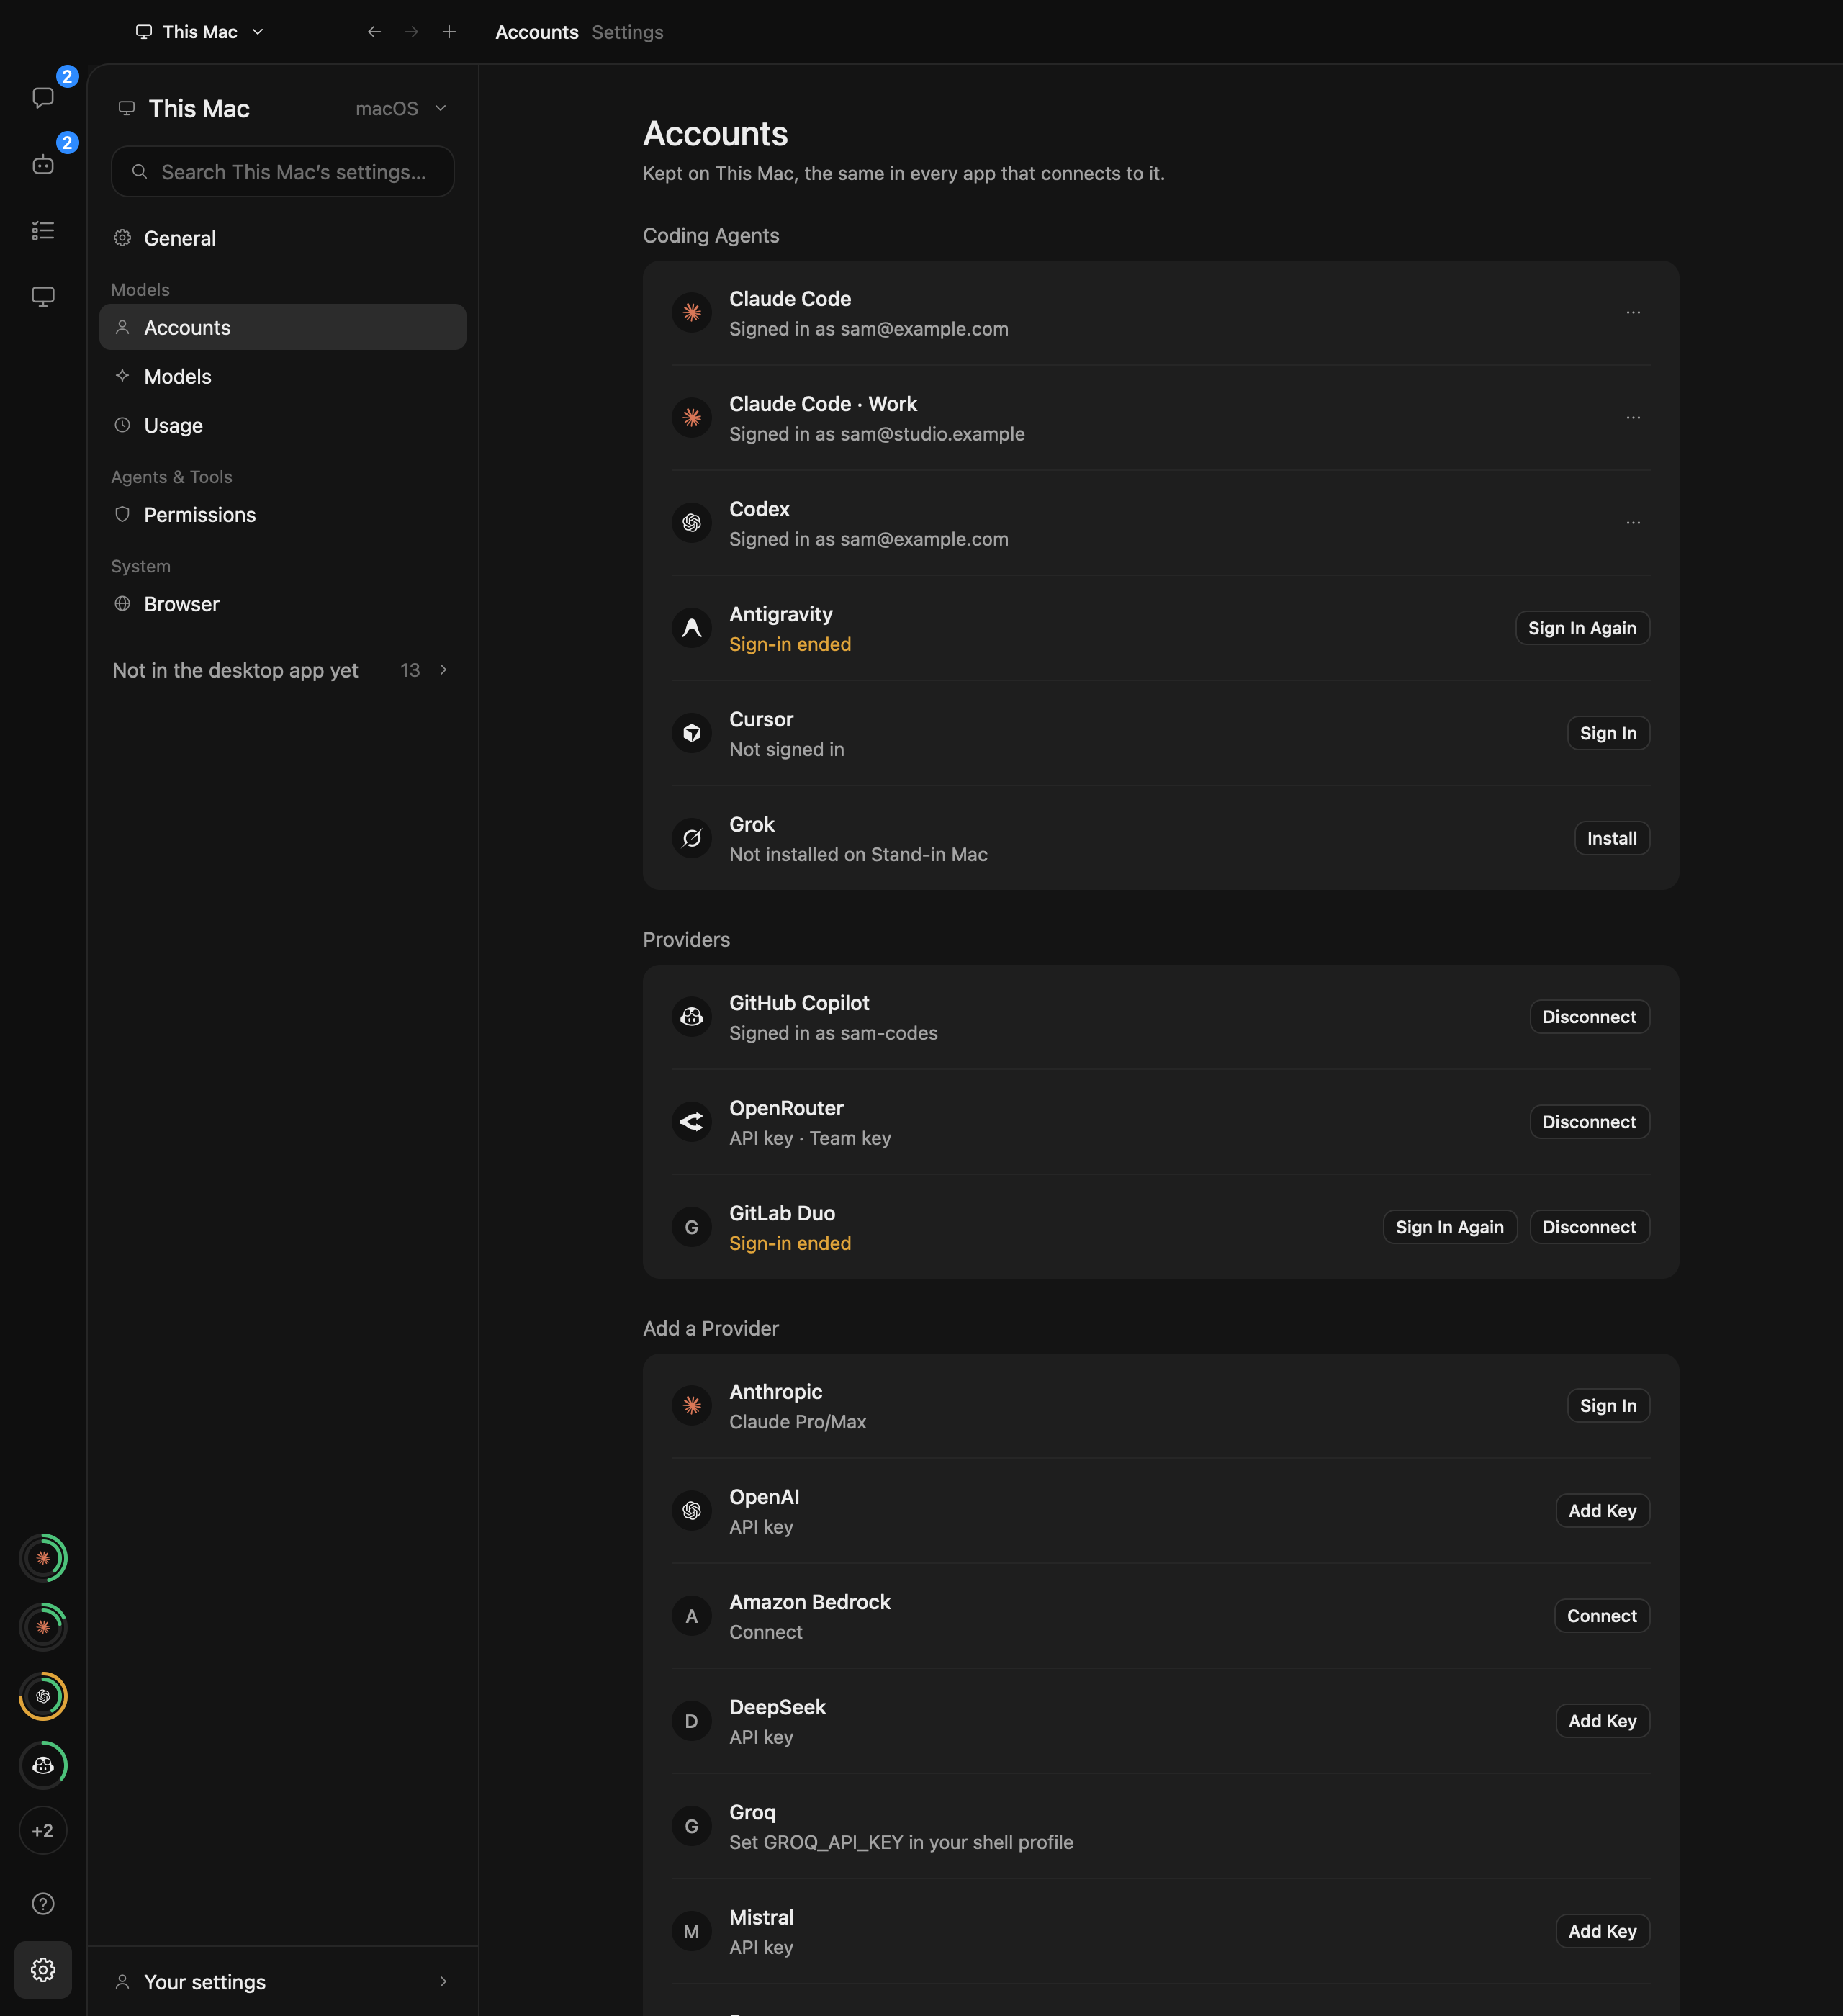 This Mac
Accounts Settings
2
2
This Mac
macOS
Search This Mac’s settings...
General
Models
Accounts
Models
Usage
Agents & Tools
Permissions
System
Browser
Not in the desktop app yet 13
+2
Your settings
Accounts
Kept on This Mac, the same in every app that connects to it.
Coding Agents
Claude Code
Signed in as sam@example.com
Claude Code · Work
Signed in as sam@studio.example
Codex
Signed in as sam@example.com
Antigravity
Sign-in ended
Sign In Again
Cursor
Not signed in
Sign In
Grok
Not installed on Stand-in Mac
Install
Providers
GitHub Copilot
Signed in as sam-codes
Disconnect
OpenRouter
API key · Team key
Disconnect
G
GitLab Duo
Sign-in ended
Sign In Again
Disconnect
Add a Provider
Anthropic
Claude Pro/Max
Sign In
OpenAI
API key
Add Key
A
Amazon Bedrock
Connect
Connect
D
DeepSeek
API key
Add Key
G
Groq
Set GROQ_API_KEY in your shell profile
M
Mistral
API key
Add Key